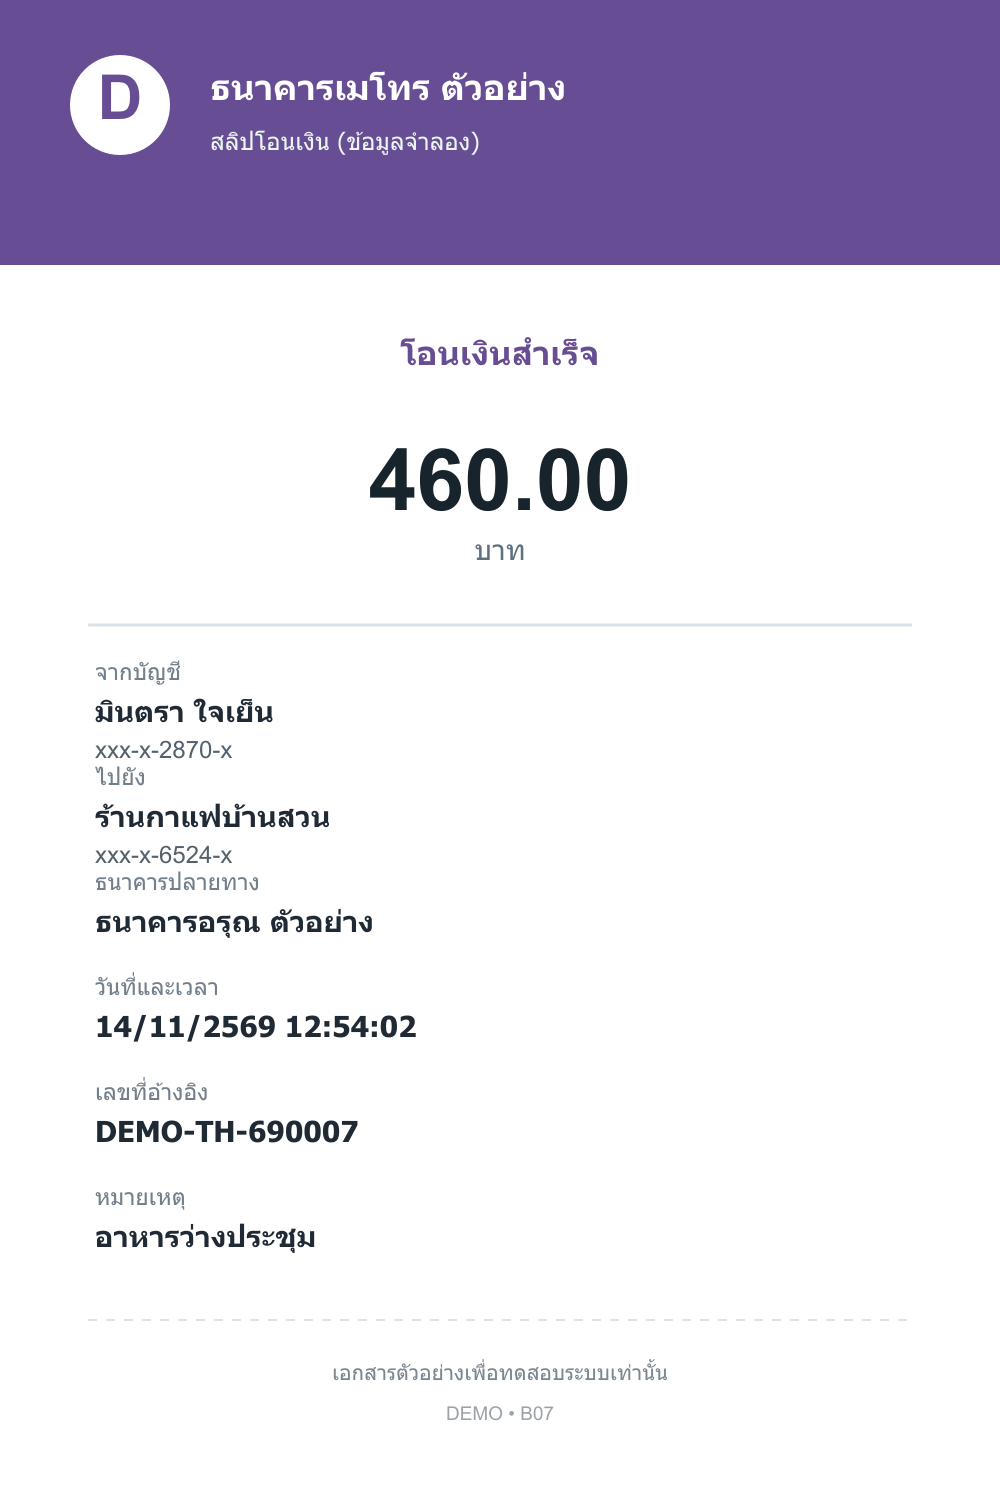 D
ธนาคารเมโทร ตัวอย่าง
สลิปโอนเงิน (ข้อมูลจำลอง)
โอนเงินสำเร็จ
460.00
บาท
จากบัญชี
มินตรา ใจเย็น
xxx-x-2870-x
ไปยัง
ร้านกาแฟบ้านสวน
xxx-x-6524-x
ธนาคารปลายทาง
ธนาคารอรุณ ตัวอย่าง
วันที่และเวลา
14/11/2569 12:54:02
เลขที่อ้างอิง
DEMO-TH-690007
หมายเหตุ
อาหารว่างประชุม
เอกสารตัวอย่างเพื่อทดสอบระบบเท่านั้น
DEMO • B07